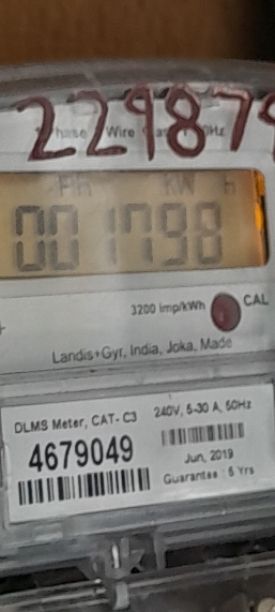 229879
Phase Wire Hz
Ph kW h
001798
3200 imp/kWh
CAL
Landis+Gyr, India, Joka, Made
DLMS Meter, CAT- C3
240V, 5-30 A, 50Hz
4679049
Jun, 2019
Guarantee : 5 Yrs